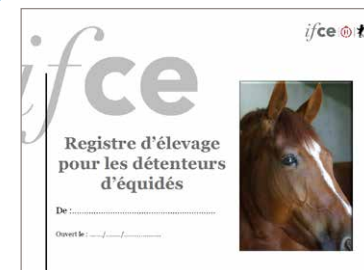 ifce
ifce
Registre d'élevage
pour les détenteurs
d'équidés
De :......................................................
Ouvert le : ....../......./...............